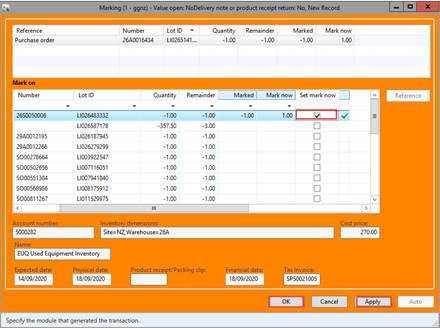 Marking (1 - ggnz) - Value open: NoDelivery note or product receipt return: No, New Record
Reference Number Lot ID Quantity Remainder Marked Mark now
Purchase order 26A0016434 LI0265141... -1.00 -1.00 -1.00 1.00
Mark on
Number Lot ID Quantity Remainder Marked Mark now Set mark now
Reference
26S0050006 LI026483332 -1.00 -1.00 -1.00 1.00
LI026587178 -357.50 -3.00
29A0012195 LI026187945 -1.00 -1.00
29A0012266 LI026279299 -1.00 -1.00
SO00278664 LI003922547 -1.00 -1.00
SO00502656 LI007116051 -1.00 -1.00
SO00551384 LI007941840 -1.00 -1.00
SO00568986 LI008175912 -1.00 -1.00
SO00811267 LI011529975 -1.00 -1.00
Account number: Inventory dimensions: Cost price:
5000282 Site=NZ,Warehouse=26A 270.00
Name:
EUQ Used Equipment Inventory
Expected date: Physical date: Product receipt/Packing slip: Financial date: Tax Invoice:
14/09/2020 18/09/2020 18/09/2020 SPS0021005
OK Cancel Apply Auto
Specify the module that generated the transaction.